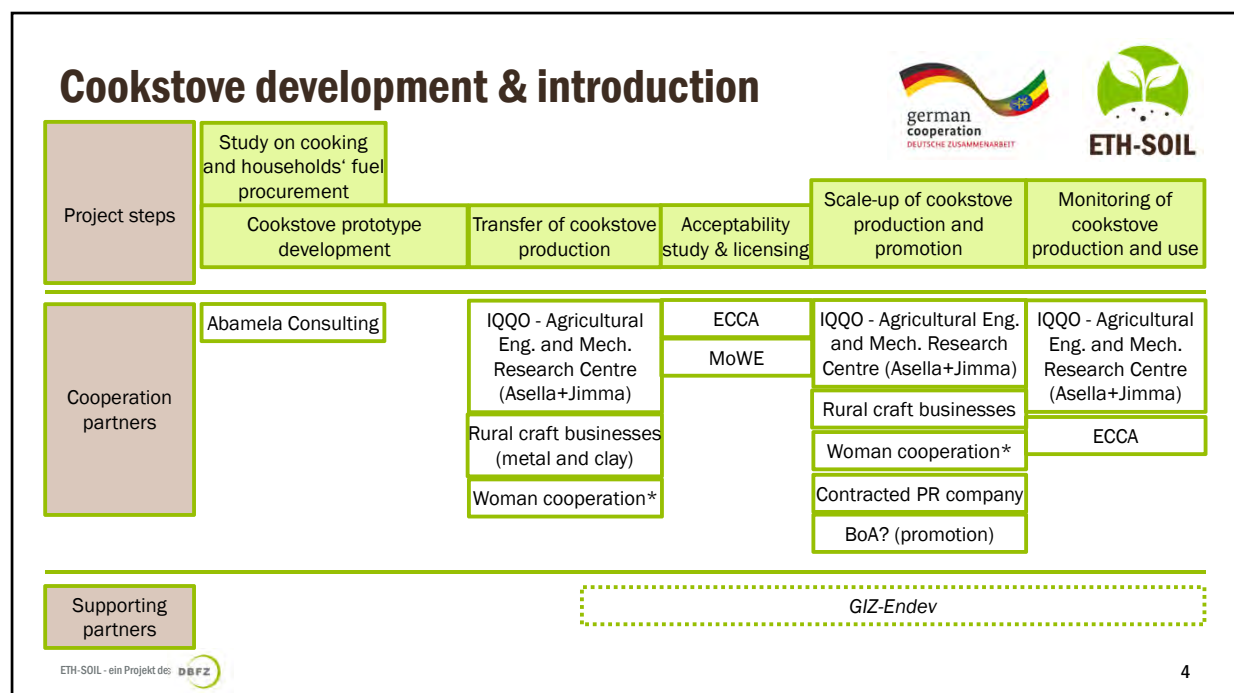 Cookstove development & introduction
german
cooperation
DEUTSCHE ZUSAMMENARBEIT
ETH-SOIL
Project steps
Study on cooking
and households‘ fuel
procurement
Cookstove prototype
development
Transfer of cookstove
production
Acceptability
study & licensing
Scale-up of cookstove
production and
promotion
Monitoring of
cookstove
production and use
Cooperation
partners
Abamela Consulting
IQQO - Agricultural
Eng. and Mech.
Research Centre
(Asella+Jimma)
Rural craft businesses
(metal and clay)
Woman cooperation*
ECCA
MoWE
IQQO - Agricultural Eng.
and Mech. Research
Centre (Asella+Jimma)
Rural craft businesses
Woman cooperation*
Contracted PR company
BoA? (promotion)
IQQO - Agricultural
Eng. and Mech.
Research Centre
(Asella+Jimma)
ECCA
Supporting
partners
GIZ-Endev
ETH-SOIL - ein Projekt des DBFZ
4